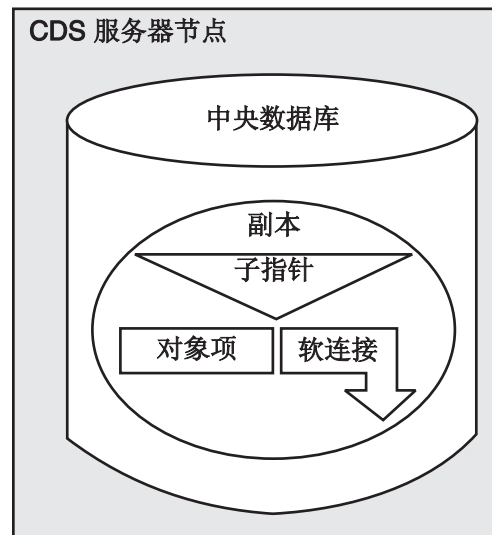 CDS 服务器节点
中央数据库
副本
子指针
对象项
软连接